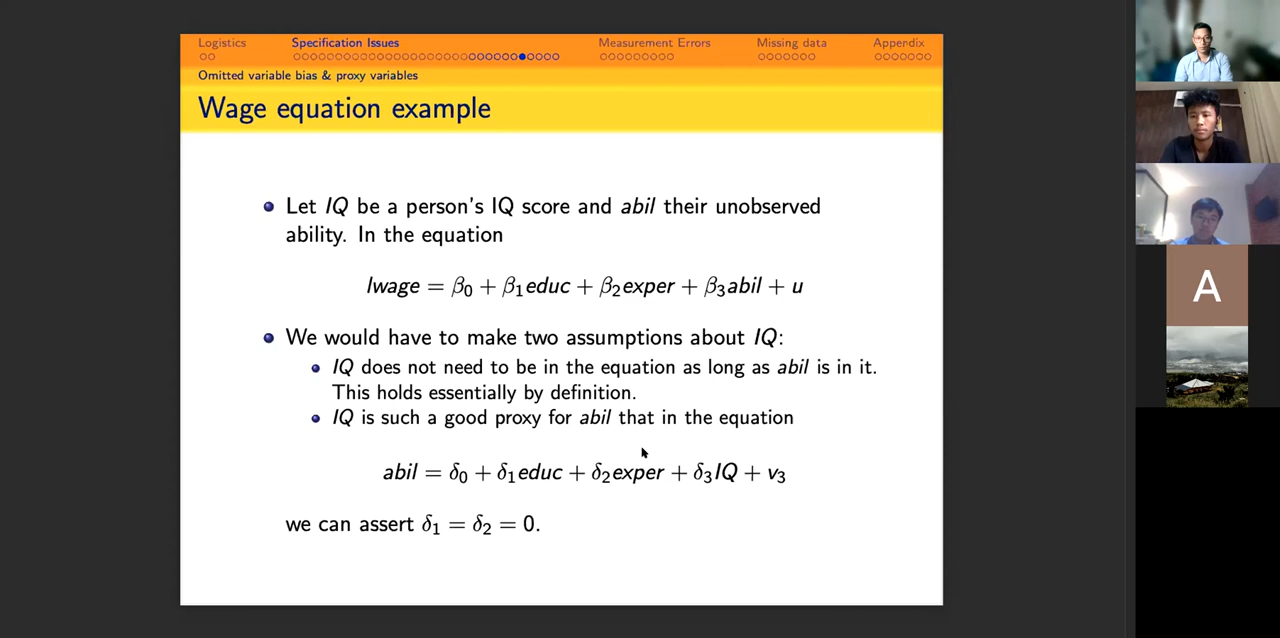 Logistics Specification Issues Measurement Errors Missing data Appendix
Omitted variable bias & proxy variables
Wage equation example
Let IQ be a person's IQ score and abil their unobserved
ability. In the equation
lwage = β₀ + β₁educ + β₂exper + β₃abil + u
We would have to make two assumptions about IQ:
IQ does not need to be in the equation as long as abil is in it.
This holds essentially by definition.
IQ is such a good proxy for abil that in the equation
abil = δ₀ + δ₁educ + δ₂exper + δ₃IQ + v₃
we can assert δ₁ = δ₂ = 0.
A